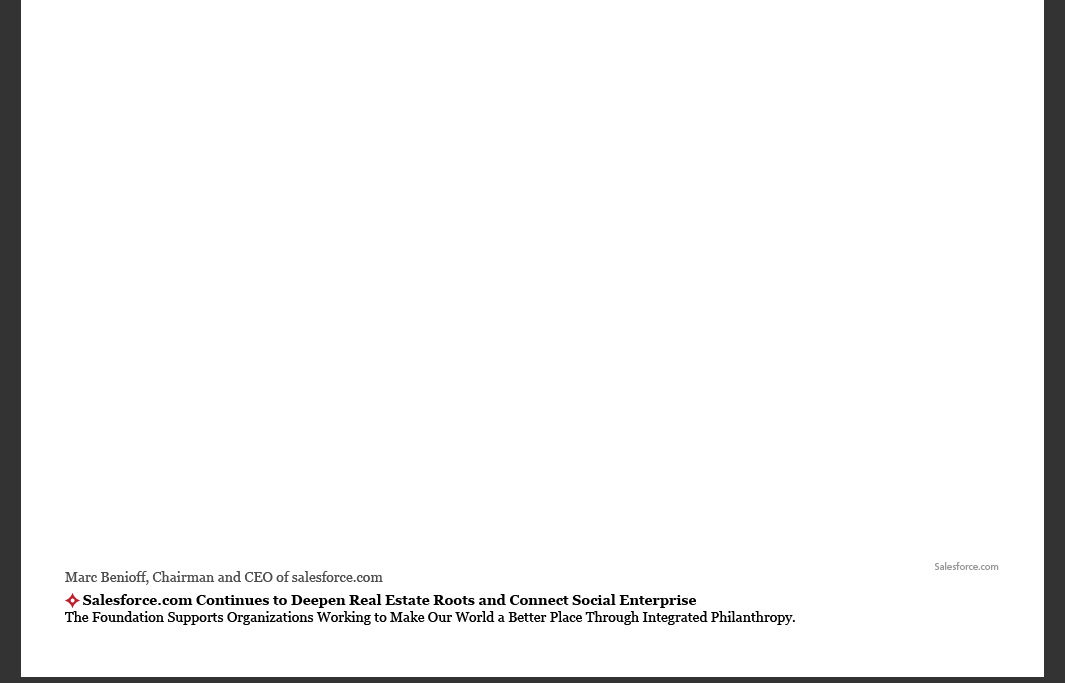 Salesforce.com
Marc Benioff, Chairman and CEO of salesforce.com
Salesforce.com Continues to Deepen Real Estate Roots and Connect Social Enterprise
The Foundation Supports Organizations Working to Make Our World a Better Place Through Integrated Philanthropy.